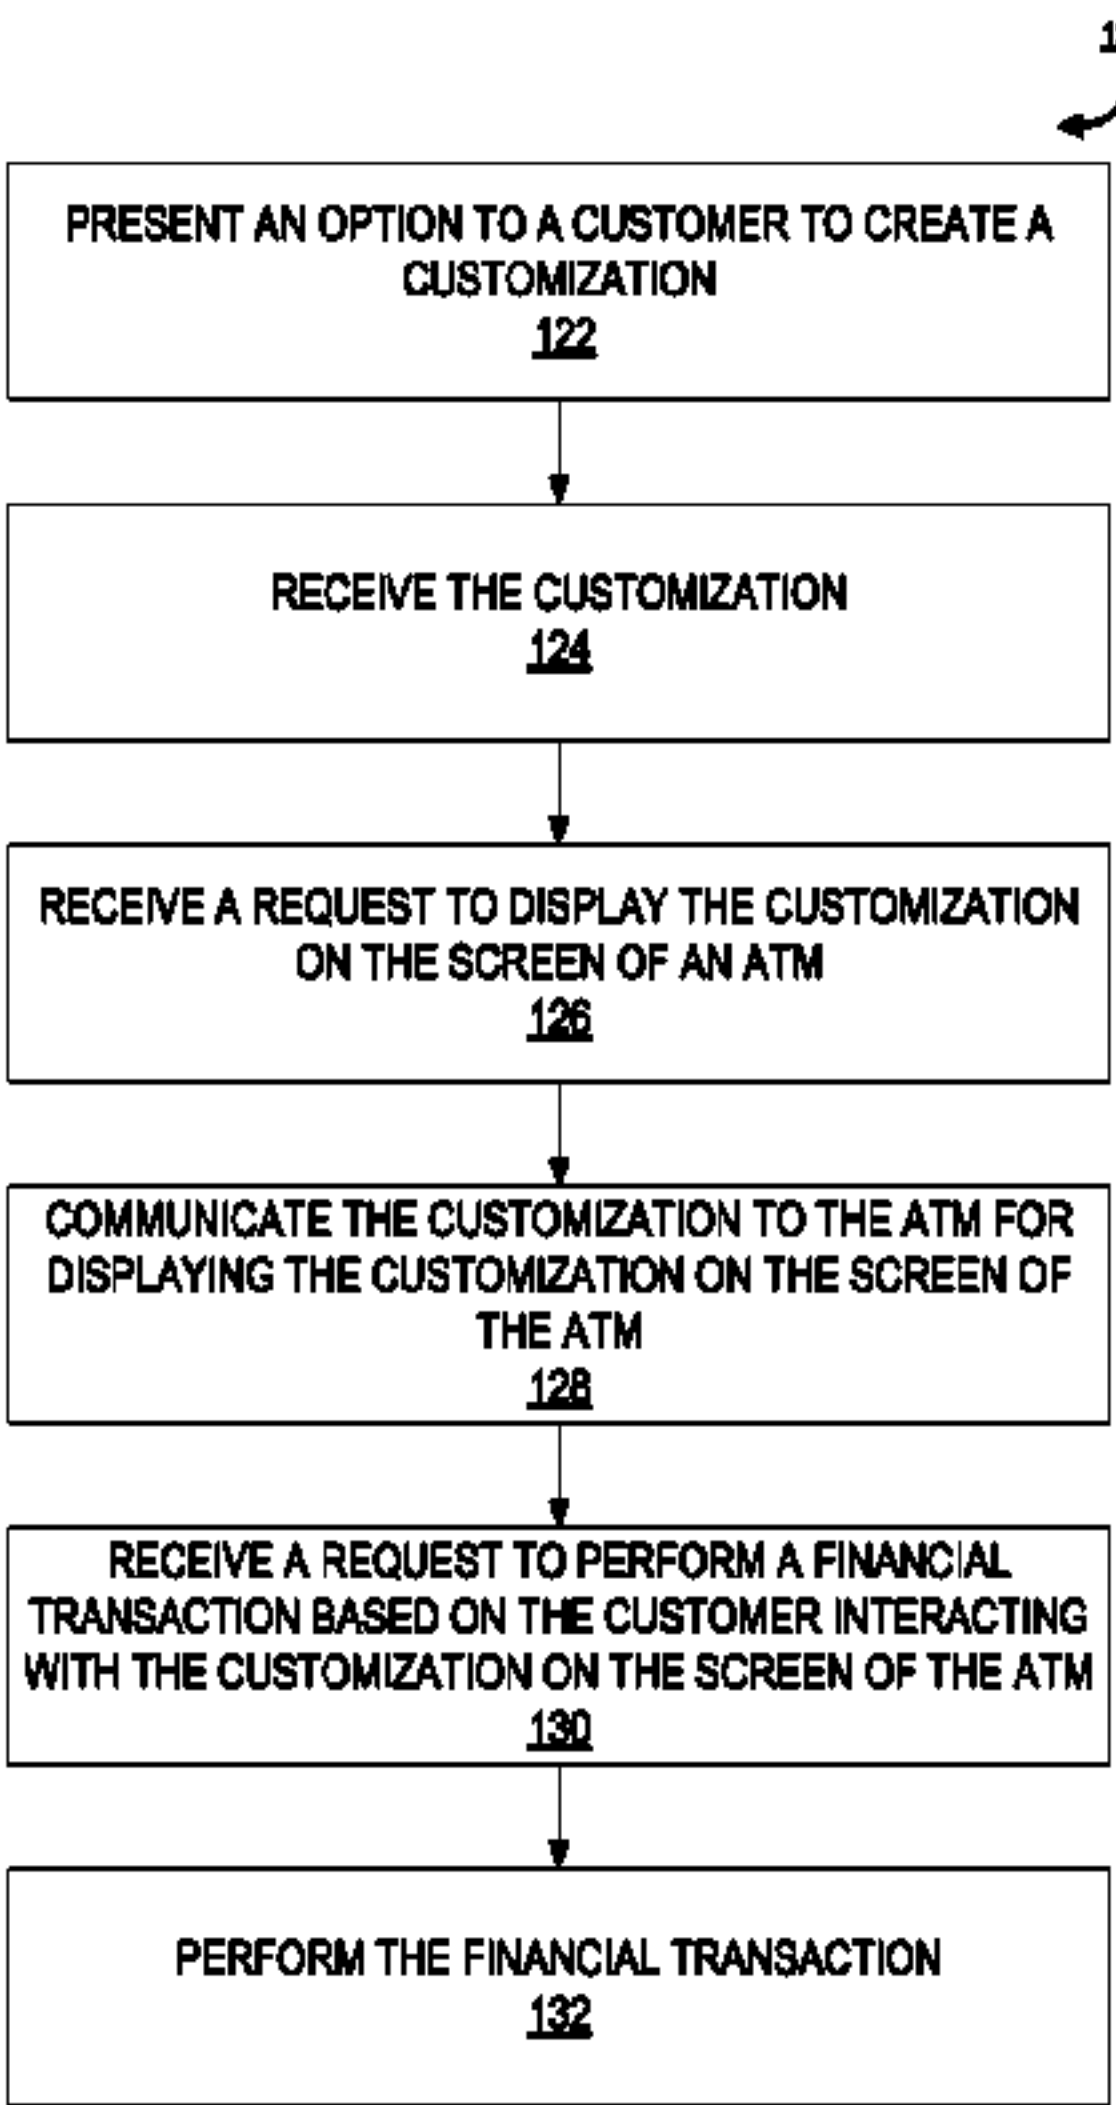 PRESENT AN OPTION TO A CUSTOMER TO CREATE A
CUSTOMIZATION
122
RECEIVE THE CUSTOMIZATION
124
RECEIVE A REQUEST TO DISPLAY THE CUSTOMIZATION
ON THE SCREEN OF AN ATM
126
COMMUNICATE THE CUSTOMIZATION TO THE ATM FOR
DISPLAYING THE CUSTOMIZATION ON THE SCREEN OF
THE ATM
128
RECEIVE A REQUEST TO PERFORM A FINANCIAL
TRANSACTION BASED ON THE CUSTOMER INTERACTING
WITH THE CUSTOMIZATION ON THE SCREEN OF THE ATM
130
PERFORM THE FINANCIAL TRANSACTION
132